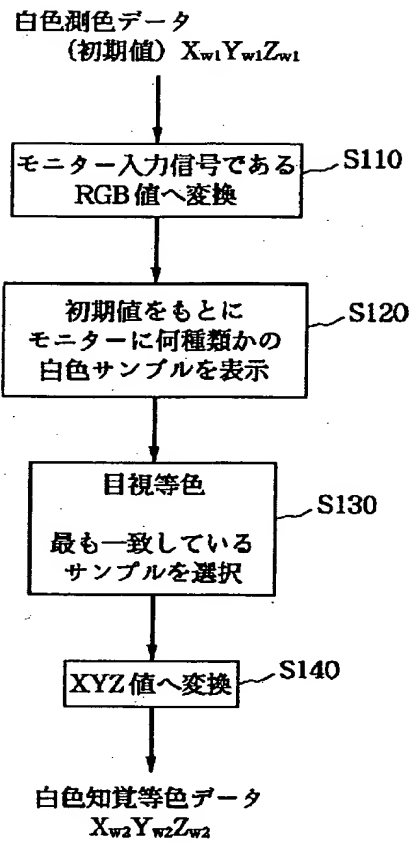 白色測色データ
(初期値) Xw1Yw1Zw1
モニター入力信号である
RGB値へ変換
S110
初期値をもとに
モニターに何種類かの
白色サンプルを表示
S120
目視等色
最も一致している
サンプルを選択
S130
XYZ値へ変換
S140
白色知覚等色データ
Xw2Yw2Zw2